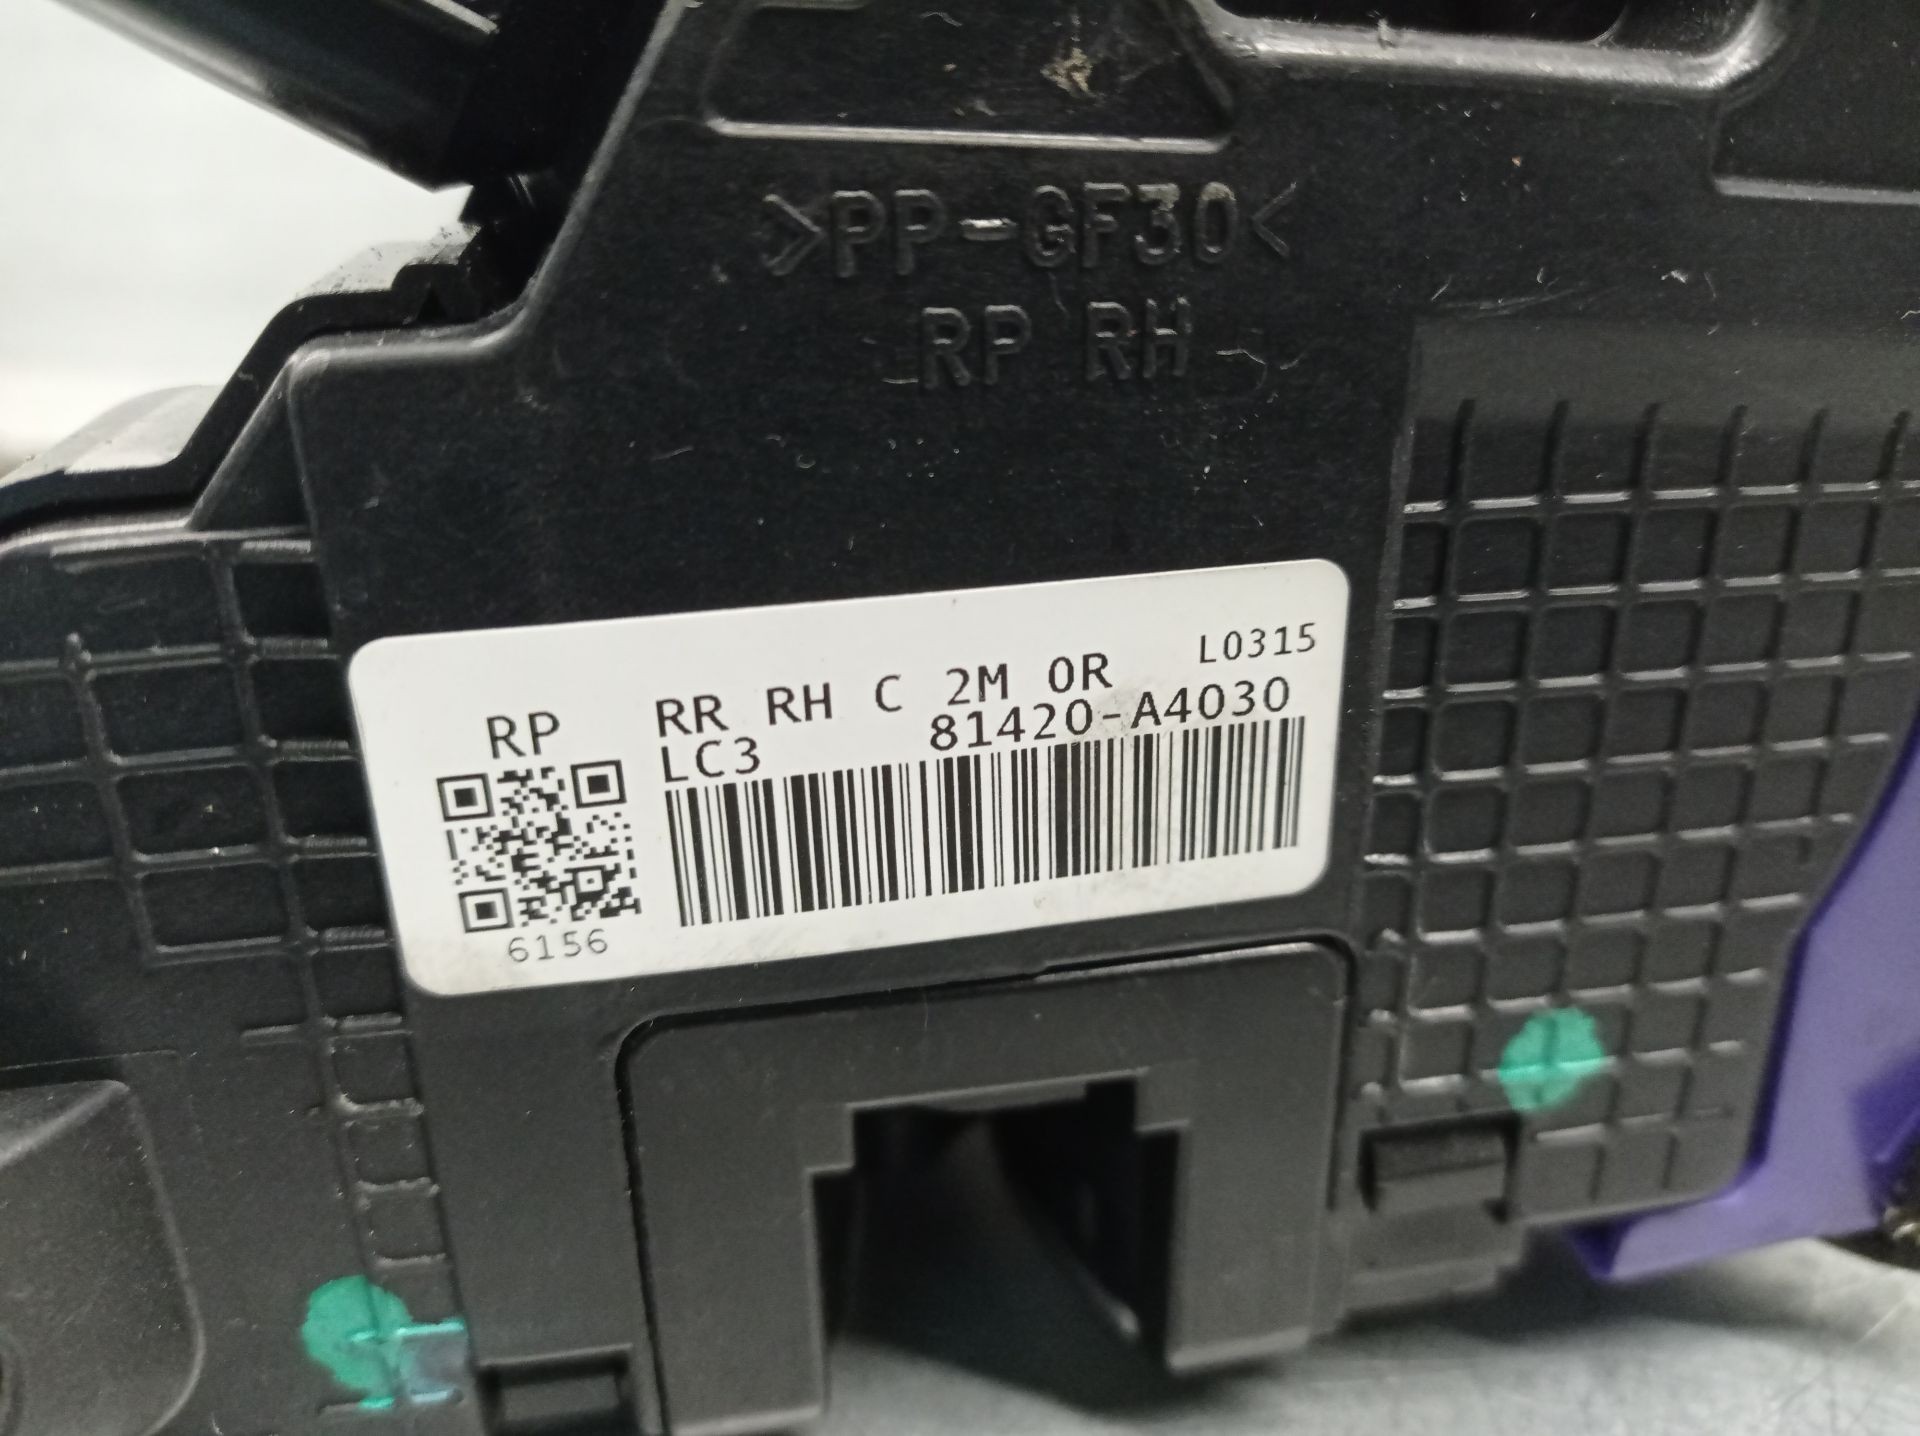 >PP-GF30<
RP RH
RP
6156
RR RH C 2M 0R L0315
LC3 81420-A4030